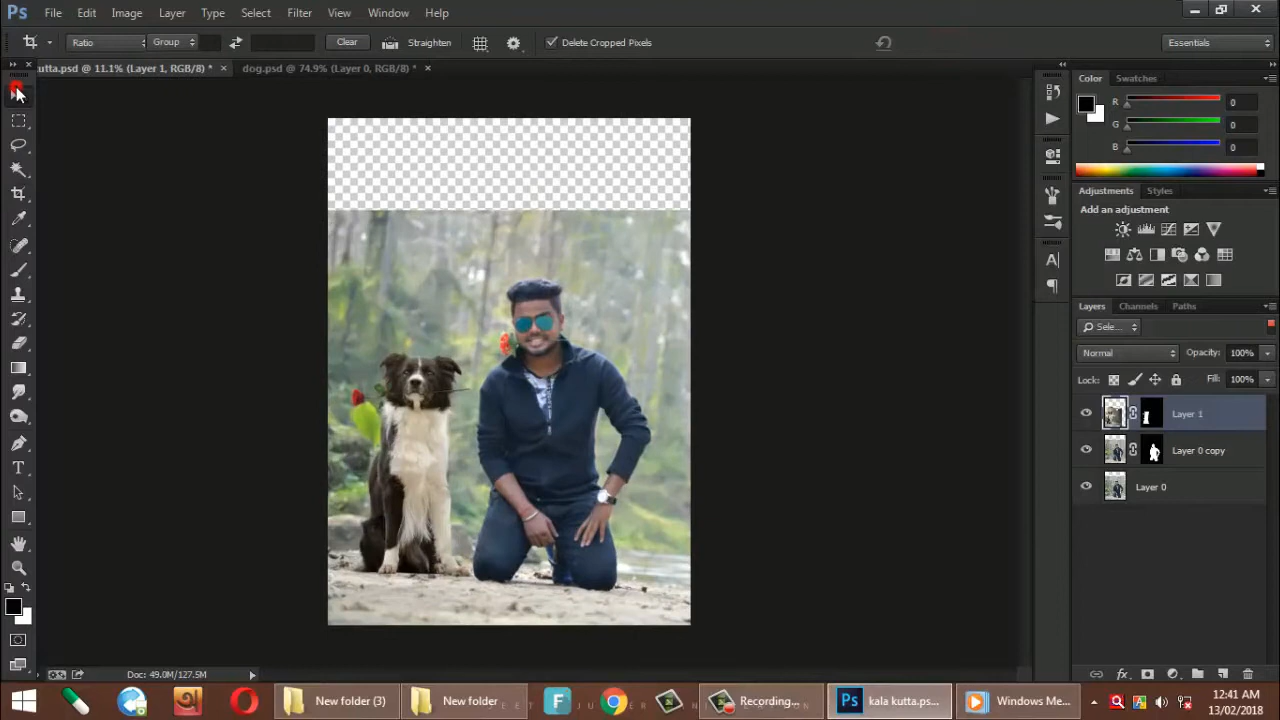 Ps File Edit Image Layer Type Select Filter View Window Help
Ratio Group Clear Straighten Delete Cropped Pixels Essentials
kutta.psd @ 11.1% (Layer 1, RGB/8) * × dog.psd @ 74.9% (Layer 0, RGB/8) * ×
Color Swatches
R 0
G 0
B 0
Adjustments Styles
Add an adjustment
Layers Channels Paths
Sele...
Normal Opacity: 100%
Lock: Fill: 100%
Layer 1
Layer 0 copy
Layer 0
Doc: 49.0M/127.5M
New folder (3) New folder Recording... Ps kala kutta.ps... Windows Me...
12:41 AM
13/02/2018